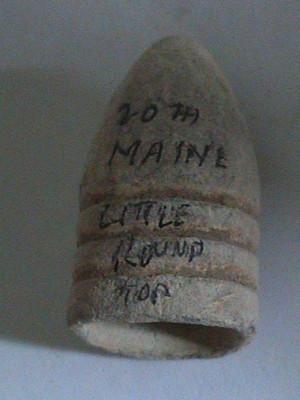 20TH
MAINE
LITTLE
ROUND
TOP